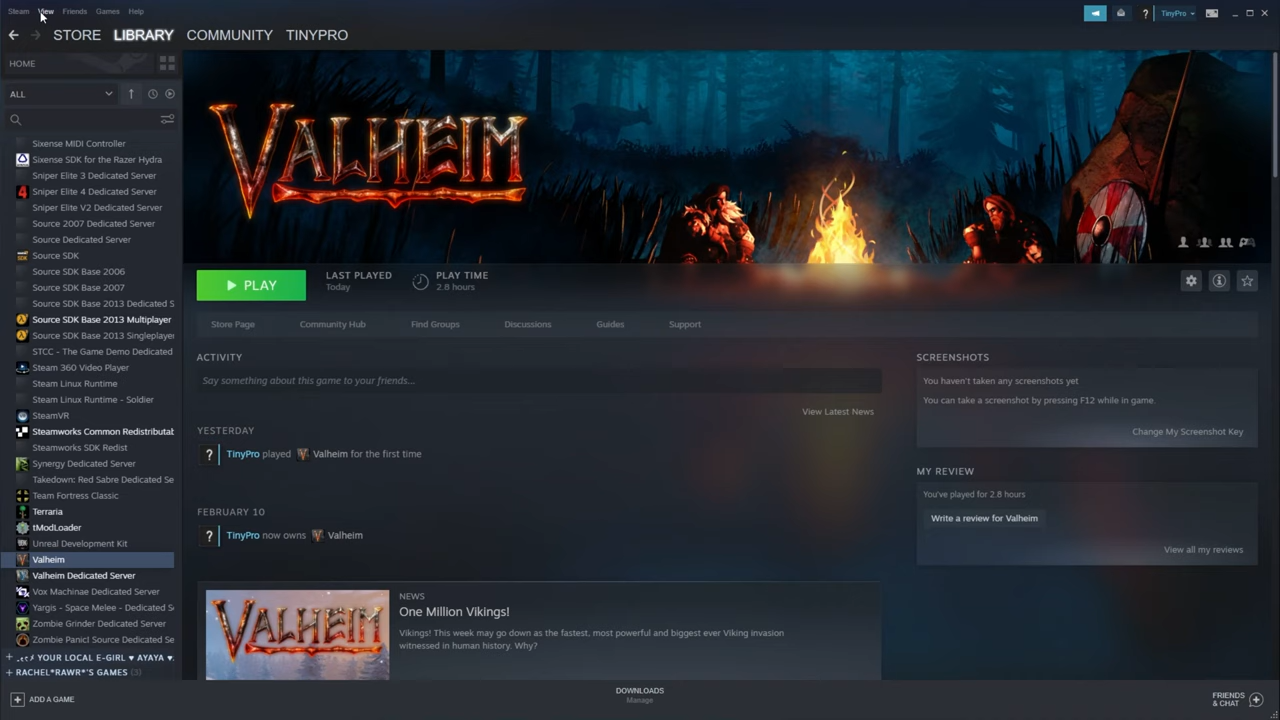 Steam View Friends Games Help
? TinyPro
STORE LIBRARY COMMUNITY TINYPRO
HOME
ALL
VALHEIM
Sixense MIDI Controller
Sixense SDK for the Razer Hydra
Sniper Elite 3 Dedicated Server
Sniper Elite 4 Dedicated Server
Sniper Elite V2 Dedicated Server
Source 2007 Dedicated Server
Source Dedicated Server
Source SDK
Source SDK Base 2006
Source SDK Base 2007
Source SDK Base 2013 Dedicated S
Source SDK Base 2013 Multiplayer
Source SDK Base 2013 Singleplayer
STCC - The Game Demo Dedicated
Steam 360 Video Player
Steam Linux Runtime
Steam Linux Runtime - Soldier
SteamVR
Steamworks Common Redistributab
Steamworks SDK Redist
Synergy Dedicated Server
Takedown: Red Sabre Dedicated Se
Team Fortress Classic
Terraria
tModLoader
Unreal Development Kit
Valheim
Valheim Dedicated Server
Vox Machinae Dedicated Server
Yargis - Space Melee - Dedicated S
Zombie Grinder Dedicated Server
Zombie Panic! Source Dedicated Se
YOUR LOCAL E-GIRL ♥ AYAYA ♥
+ RACHEL*RAWR*'S GAMES (3)
+ ADD A GAME
PLAY
LAST PLAYED
Today
PLAY TIME
2.8 hours
Store Page Community Hub Find Groups Discussions Guides Support
ACTIVITY
Say something about this game to your friends...
View Latest News
YESTERDAY
? TinyPro played Valheim for the first time
FEBRUARY 10
? TinyPro now owns Valheim
VALHEIM
NEWS
One Million Vikings!
Vikings! This week may go down as the fastest, most powerful and biggest ever Viking invasion
witnessed in human history. Why?
SCREENSHOTS
You haven't taken any screenshots yet
You can take a screenshot by pressing F12 while in game.
Change My Screenshot Key
MY REVIEW
You've played for 2.8 hours
Write a review for Valheim
View all my reviews
DOWNLOADS
Manage
FRIENDS
& CHAT